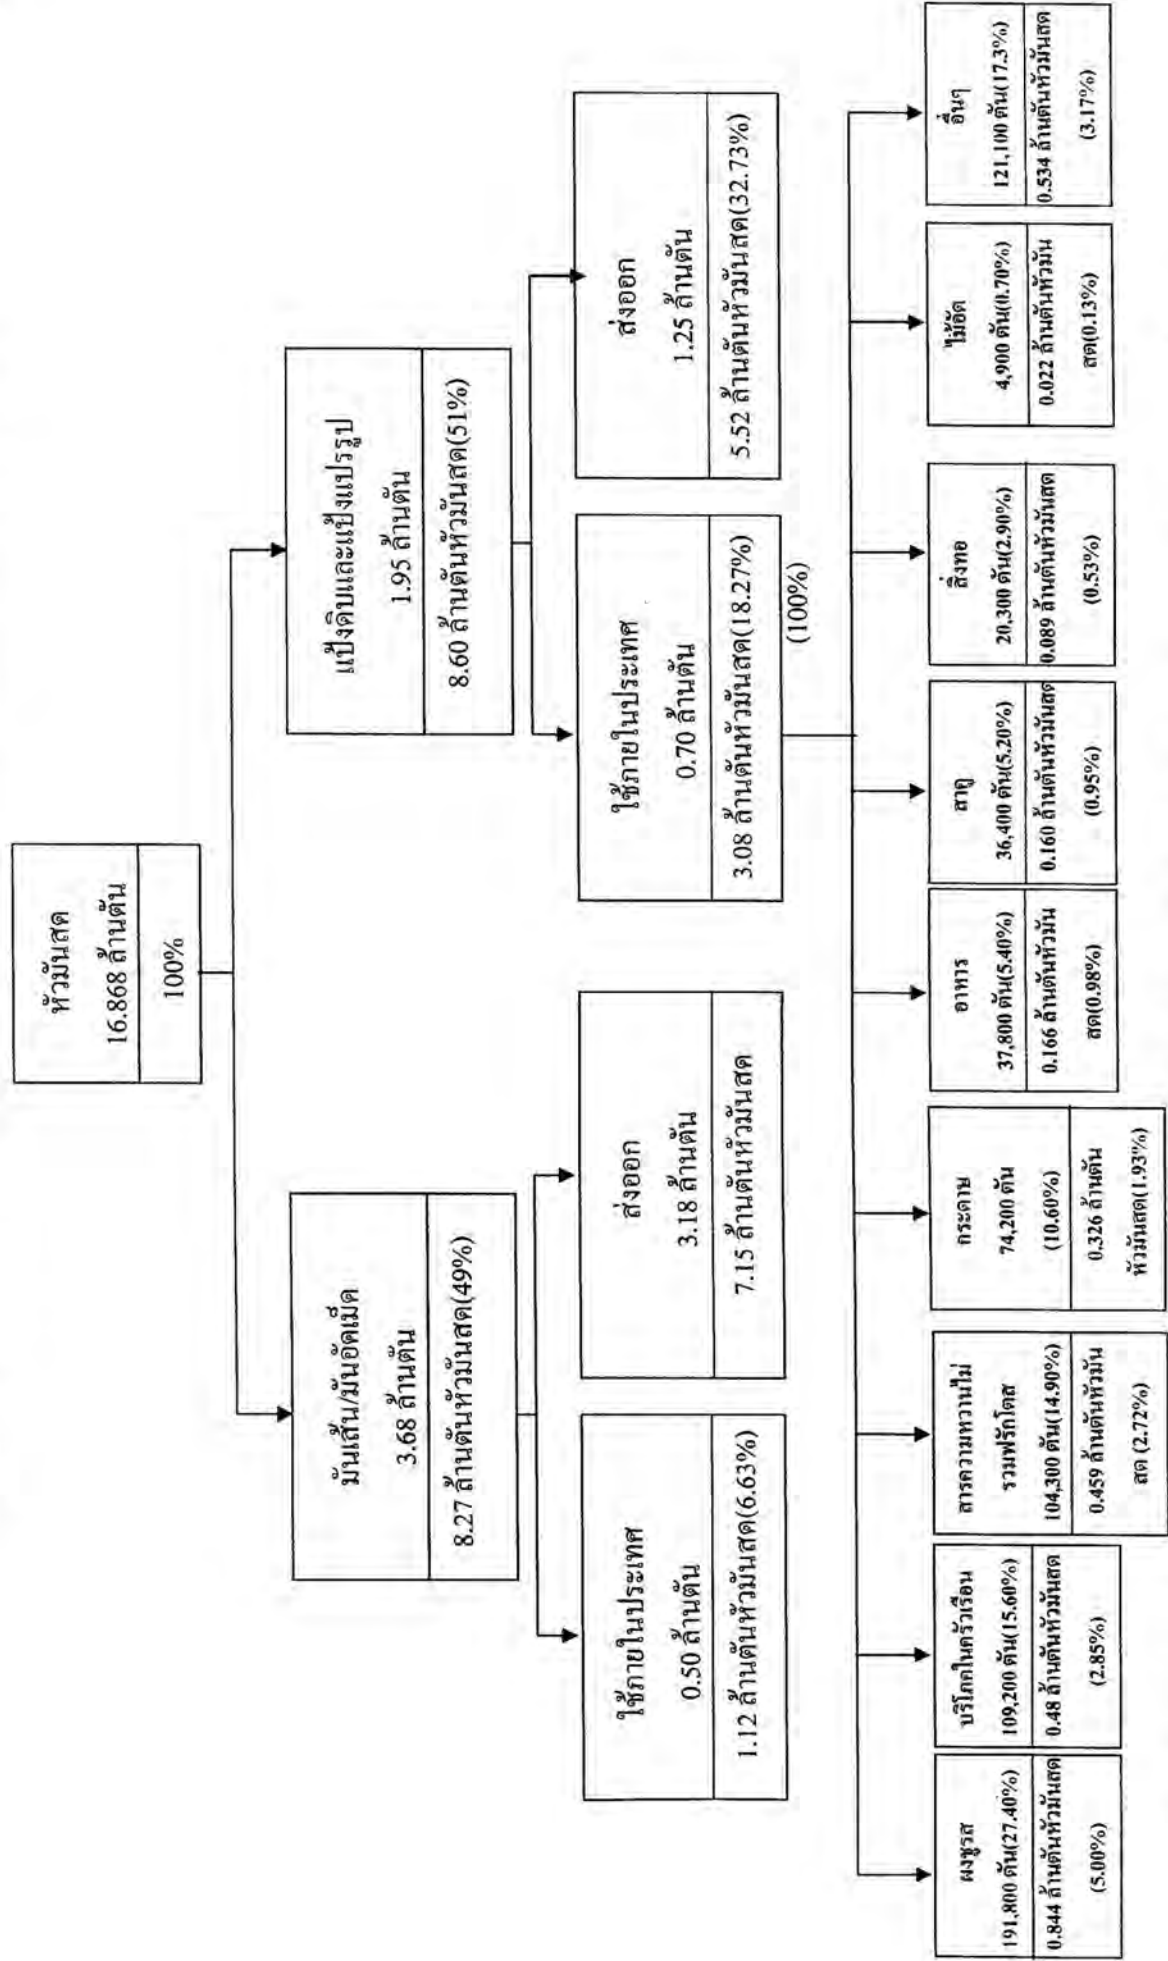 หัวมันสด
16.868 ล้านตัน
100%
มันเส้น/มันอัดเม็ด
3.68 ล้านตัน
8.27 ล้านตันหัวมันสด(49%)
แป้งดิบและแป้งแปรรูป
1.95 ล้านตัน
8.60 ล้านตันหัวมันสด(51%)
ใช้ภายในประเทศ
0.50 ล้านตัน
1.12 ล้านตันหัวมันสด(6.63%)
ส่งออก
3.18 ล้านตัน
7.15 ล้านตันหัวมันสด
ใช้ภายในประเทศ
0.70 ล้านตัน
3.08 ล้านตันหัวมันสด(18.27%)
(100%)
ส่งออก
1.25 ล้านตัน
5.52 ล้านตันหัวมันสด(32.73%)
ผงชูรส
191,800 ตัน(27.40%)
0.844 ล้านตันหัวมันสด
(5.00%)
บริโภคในครัวเรือน
109,200 ตัน(15.60%)
0.48 ล้านตันหัวมันสด
(2.85%)
สารความหวานไม่
รวมฟรักโตส
104,300 ตัน(14.90%)
0.459 ล้านตันหัวมัน
สด (2.72%)
กระดาษ
74,200 ตัน
(10.60%)
0.326 ล้านตัน
หัวมันสด(1.93%)
อาหาร
37,800 ตัน(5.40%)
0.166 ล้านตันหัวมัน
สด(0.98%)
สาคู
36,400 ตัน(5.20%)
0.160 ล้านตันหัวมันสด
(0.95%)
สิ่งทอ
20,300 ตัน(2.90%)
0.089 ล้านตันหัวมันสด
(0.53%)
ไม้อัด
4,900 ตัน(0.70%)
0.022 ล้านตันหัวมัน
สด(0.13%)
อื่นๆ
121,100 ตัน(17.3%)
0.534 ล้านตันหัวมันสด
(3.17%)